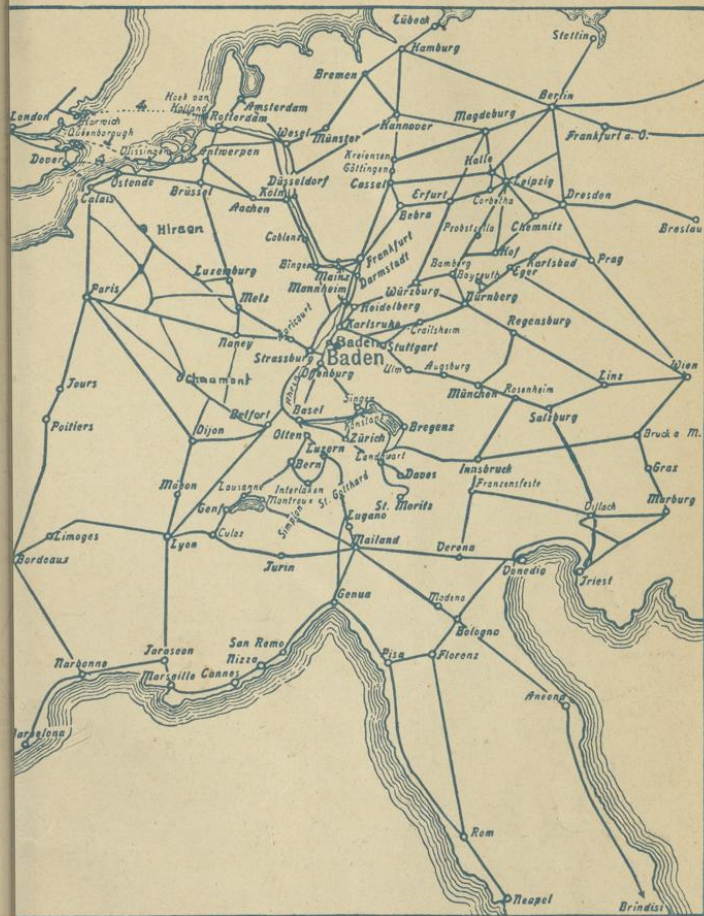 Lübeck
Stettin
Hamburg
Bremen
Berlin
Hoek van
Holland
Amsterdam
London
Harwich
Queenborough
Rotterdam
Wesel
Münster
Hannover
Magdeburg
Frankfurt a. O.
Dover
Vlissingen
Antwerpen
Kreiensen
Göttingen
Halle
Ostende
Brüssel
Düsseldorf
Köln
Cassel
Erfurt
Leipzig
Dresden
Calais
Aachen
Bebra
Corbetha
Chemnitz
Breslau
Hirson
Coblenz
Probstzella
Hof
Bingen
Frankfurt
Mainz
Darmstadt
Bamberg
Bayreuth
Karlsbad
Eger
Prag
Luxemburg
Mannheim
Würzburg
Paris
Metz
Heidelberg
Nürnberg
Nancy
Avricourt
Karlsruhe
Crailsheim
Regensburg
Baden
Baden
Stuttgart
Strassburg
Offenburg
Chaumont
Ulm
Augsburg
München
Rosenheim
Linz
Wien
Tours
Rhein
Singen
Konstanz
Salzburg
Poitiers
Belfort
Basel
Bregenz
Dijon
Olten
Zürich
Bruck a M.
Luzern
Landquart
Innsbruck
Bern
Davos
Graz
Mâcon
Lausanne
Interlaken
Montreux
St. Gotthard
St. Moritz
Franzensfeste
Marburg
Genf
Simplon
Lugano
Villach
Limoges
Lyon
Culoz
Mailand
Verona
Bordeaux
Turin
Venedig
Triest
Genua
Modena
Bologna
San Remo
Nizza
Tarascon
Narbonne
Marseille
Cannes
Pisa
Florenz
Ancona
Barcelona
Rom
Neapel
Brindisi